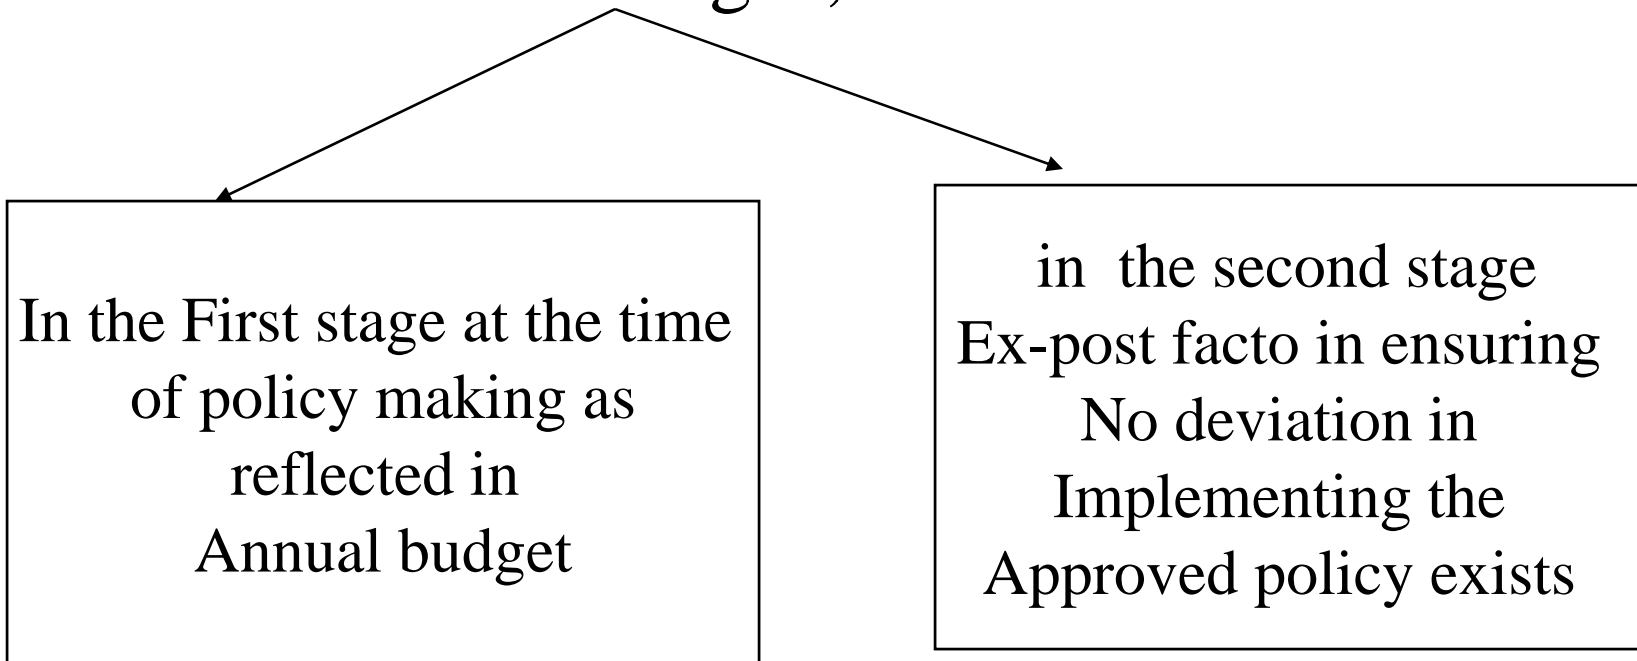 In the First stage at the time
of policy making as
reflected in
Annual budget
in the second stage
Ex-post facto in ensuring
No deviation in
Implementing the
Approved policy exists